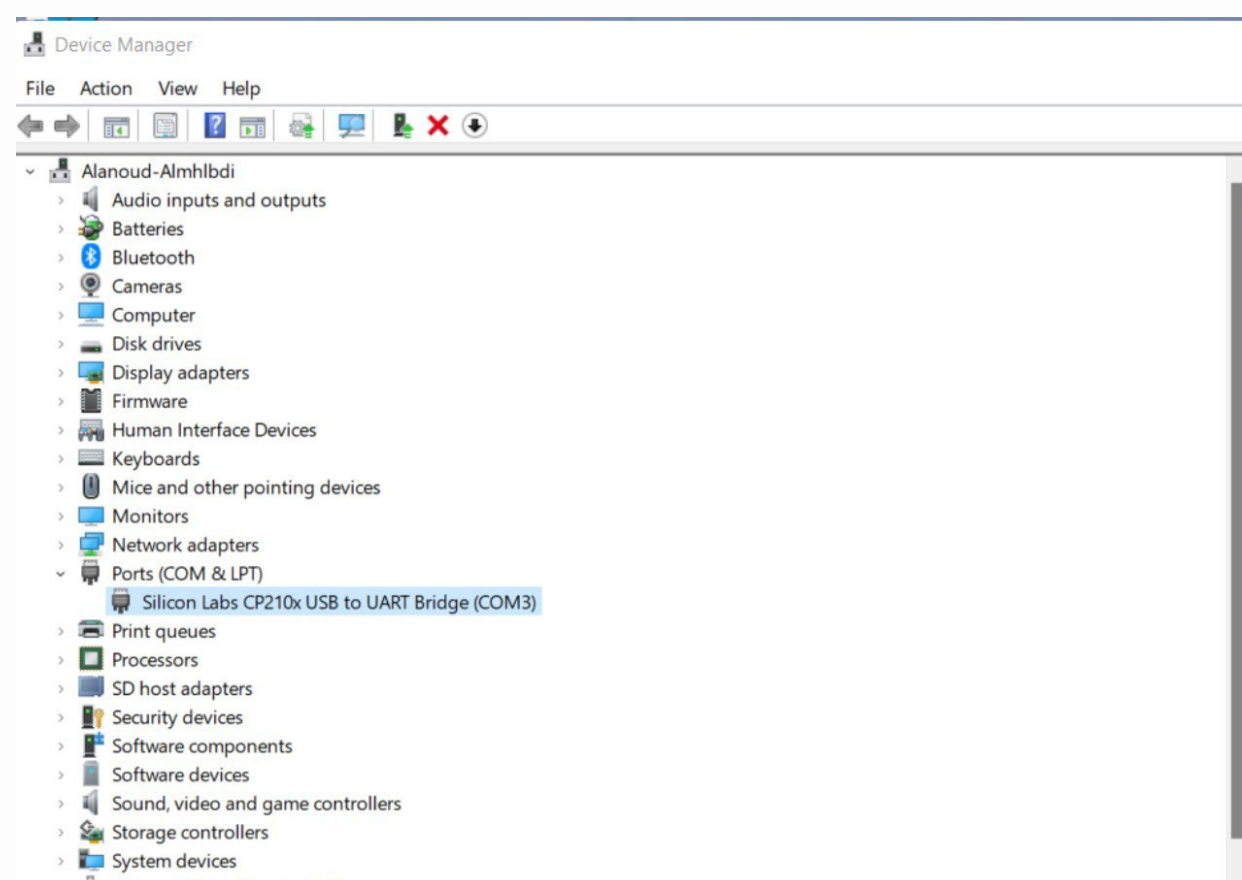 Device Manager
File Action View Help
Alanoud-Almhlbdi
Audio inputs and outputs
Batteries
Bluetooth
Cameras
Computer
Disk drives
Display adapters
Firmware
Human Interface Devices
Keyboards
Mice and other pointing devices
Monitors
Network adapters
Ports (COM & LPT)
Silicon Labs CP210x USB to UART Bridge (COM3)
Print queues
Processors
SD host adapters
Security devices
Software components
Software devices
Sound, video and game controllers
Storage controllers
System devices